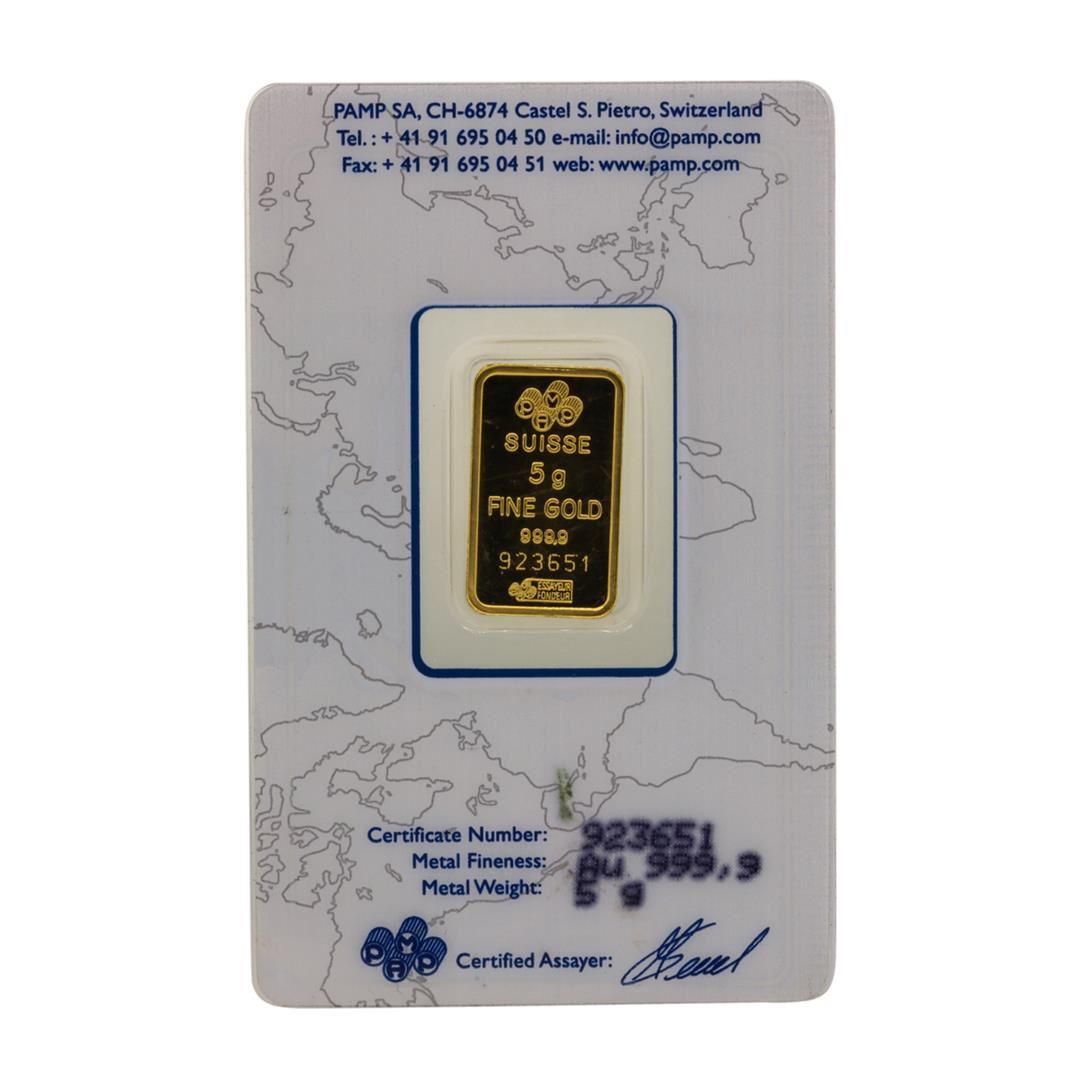 PAMP SA, CH-6874 Castel S. Pietro, Switzerland
Tel. : + 41 91 695 04 50 e-mail: info@pamp.com
Fax: + 41 91 695 04 51 web: www.pamp.com
PAMP
SUISSE
5 g
FINE GOLD
999,9
923651
ESSAYEUR
FONDEUR
Certificate Number: 923651
Metal Fineness: Au 999,9
Metal Weight: 5 g
PAMP
Certified Assayer: